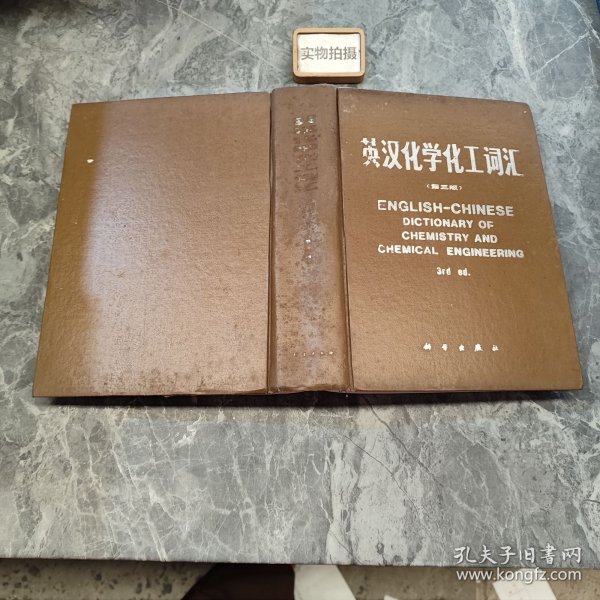 实物拍摄
英汉化学化工词汇
(第三版)
ENGLISH-CHINESE
DICTIONARY OF
CHEMISTRY AND
CHEMICAL ENGINEERING
3rd ed.
科学出版社
孔夫子旧书网
www.kongfz.com